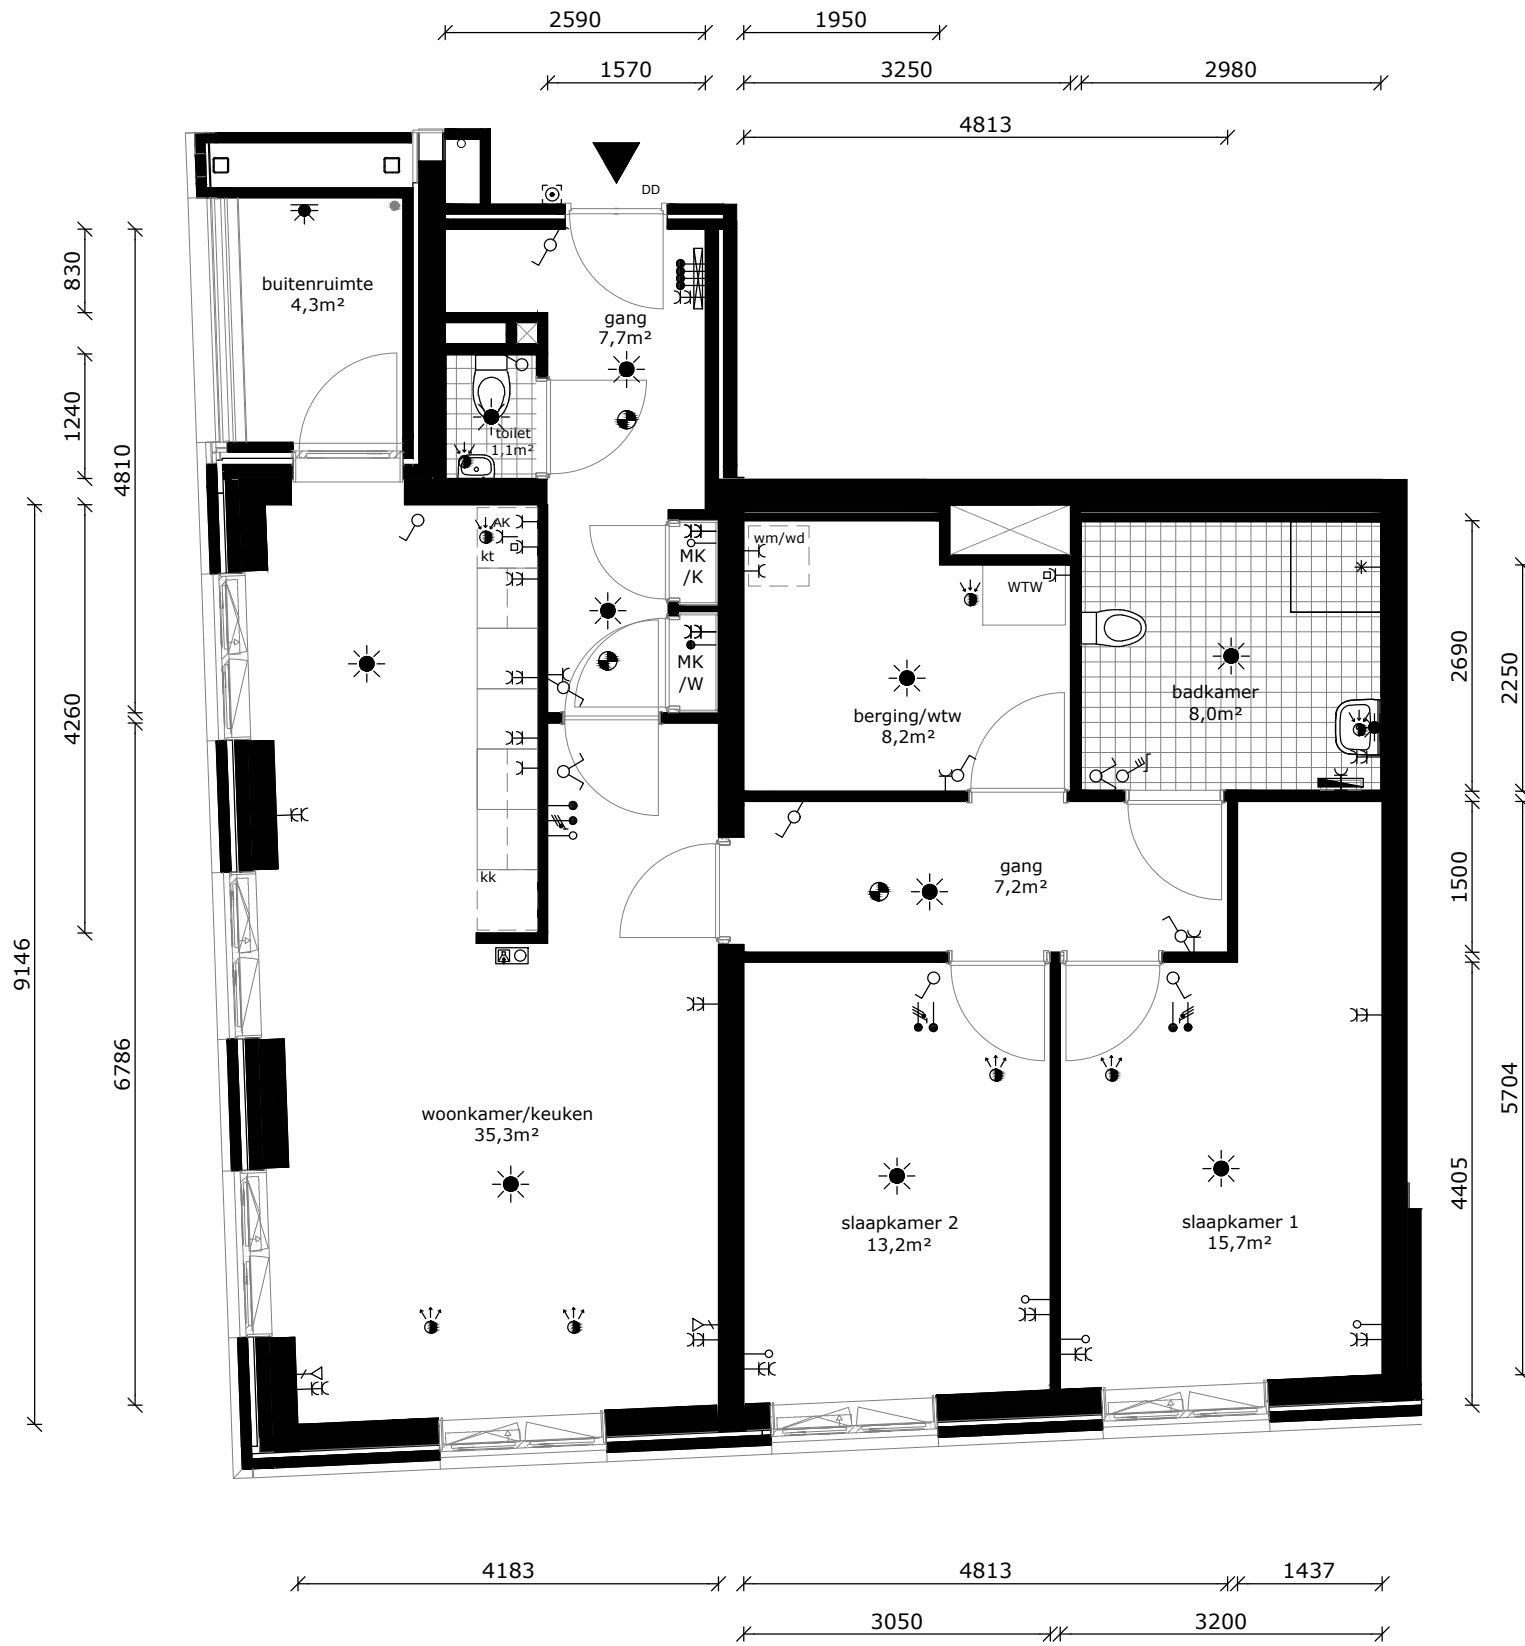 2590
1950
1570
3250
2980
4813
DD
830
buitenruimte
4,3m²
gang
7,7m²
1240
toilet
1,1m²
4810
AK
kt
MK
/K
wm/wd
WTW
MK
/W
4260
berging/wtw
8,2m²
badkamer
8,0m²
2690
2250
kk
gang
7,2m²
1500
9146
6786
woonkamer/keuken
35,3m²
slaapkamer 2
13,2m²
slaapkamer 1
15,7m²
4405
5704
4183
4813
1437
3050
3200